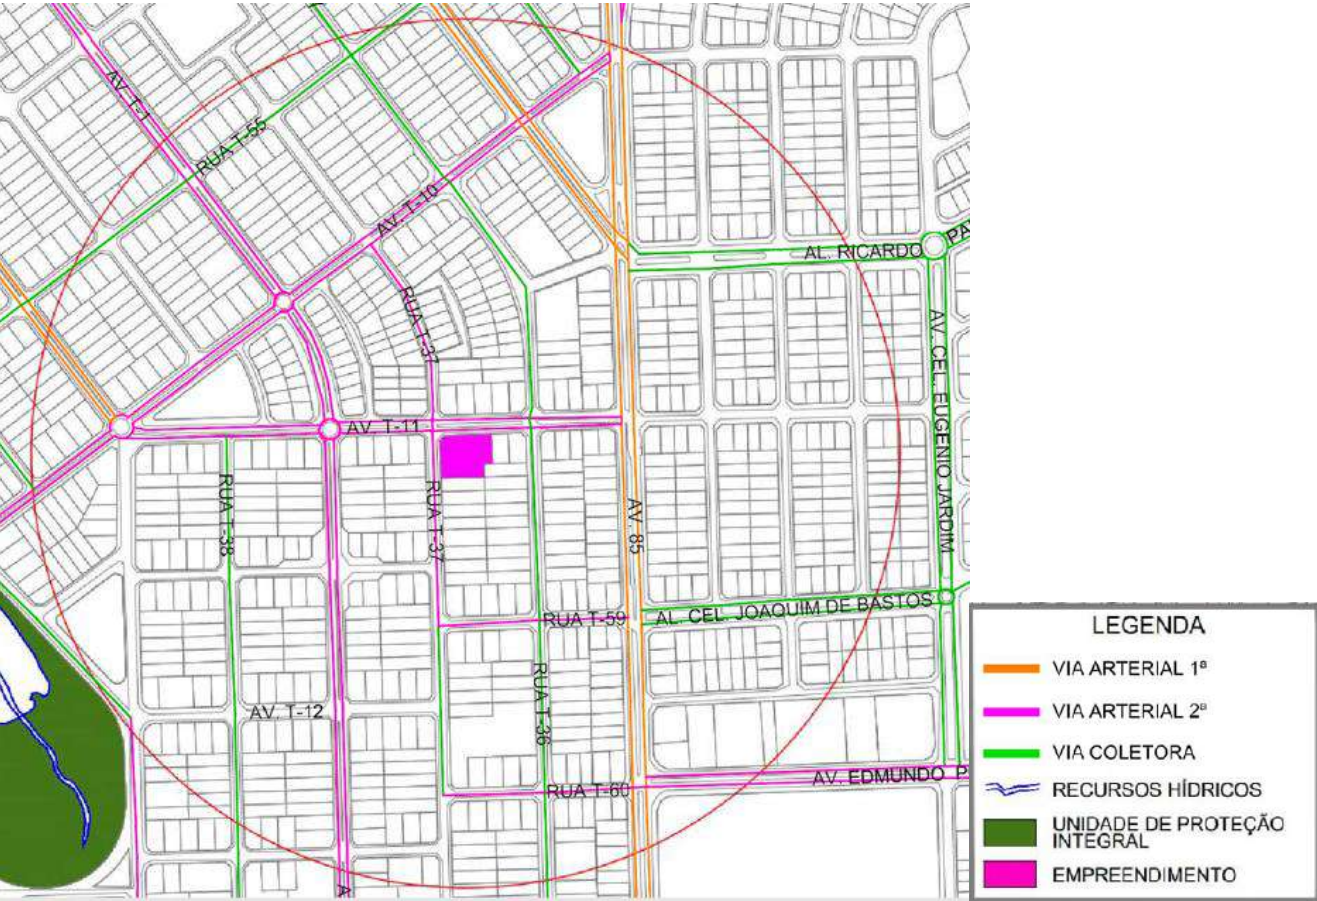 AV. T-1
RUA T-55
AV. T-10
AL. RICARDO
PA
RUA T-37
AV. CEL. EUGENIO JARDIM
AV. T-11
RUA T-38
RUA T-37
AV. 85
RUA T-59
AL. CEL. JOAQUIM DE BASTOS
RUA T-36
AV. T-12
AV. EDMUNDO P
RUA T-60
A
LEGENDA
VIA ARTERIAL 1ª
VIA ARTERIAL 2ª
VIA COLETORA
RECURSOS HÍDRICOS
UNIDADE DE PROTEÇÃO
INTEGRAL
EMPREENDIMENTO